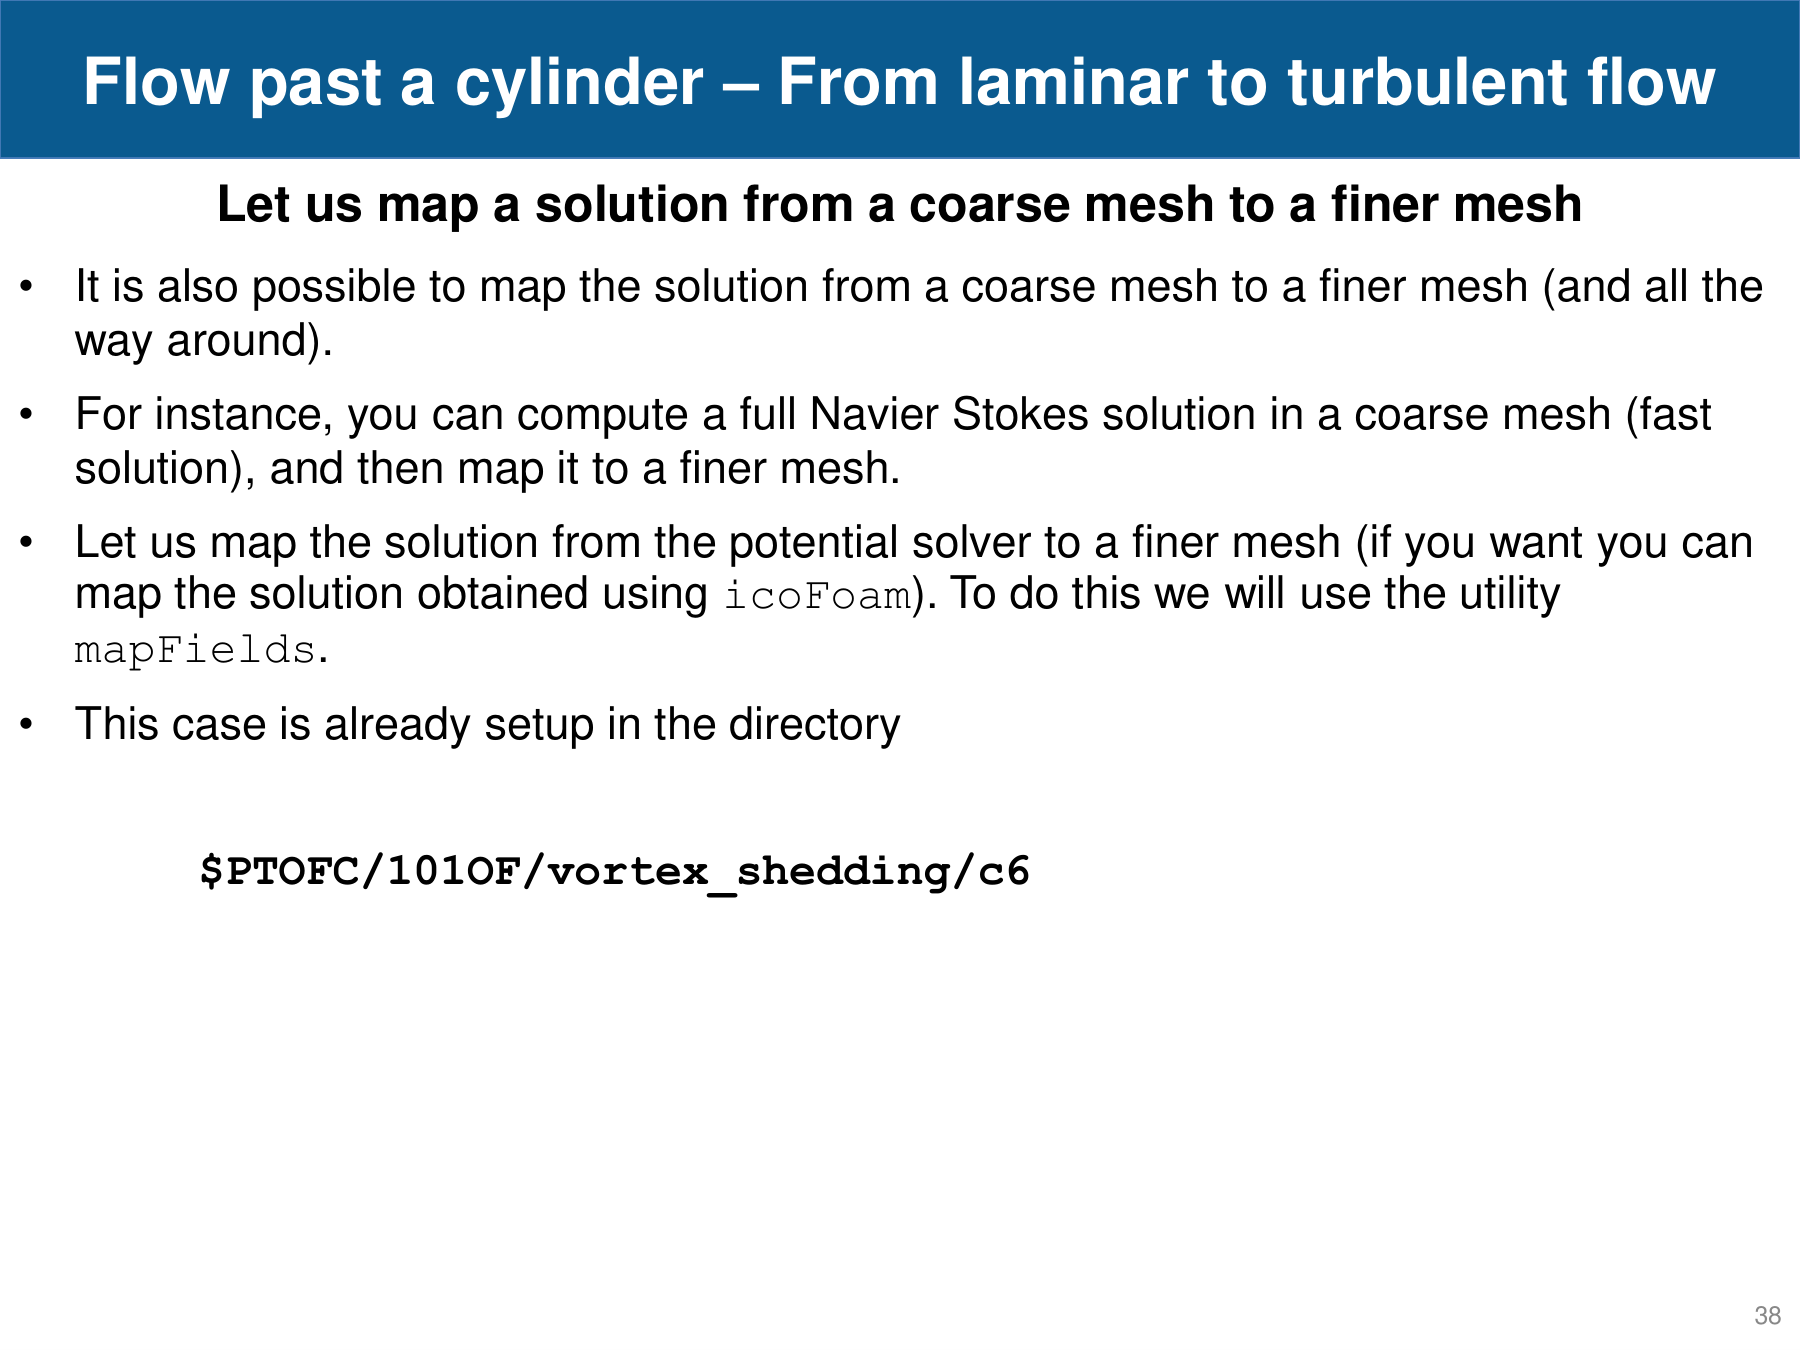 Flow past a cylinder – From laminar to turbulent flow
Let us map a solution from a coarse mesh to a finer mesh
• It is also possible to map the solution from a coarse mesh to a finer mesh (and all the
way around).
• For instance, you can compute a full Navier Stokes solution in a coarse mesh (fast
solution), and then map it to a finer mesh.
• Let us map the solution from the potential solver to a finer mesh (if you want you can
map the solution obtained using icoFoam). To do this we will use the utility
mapFields.
• This case is already setup in the directory
$PTOFC/101OF/vortex_shedding/c6
38